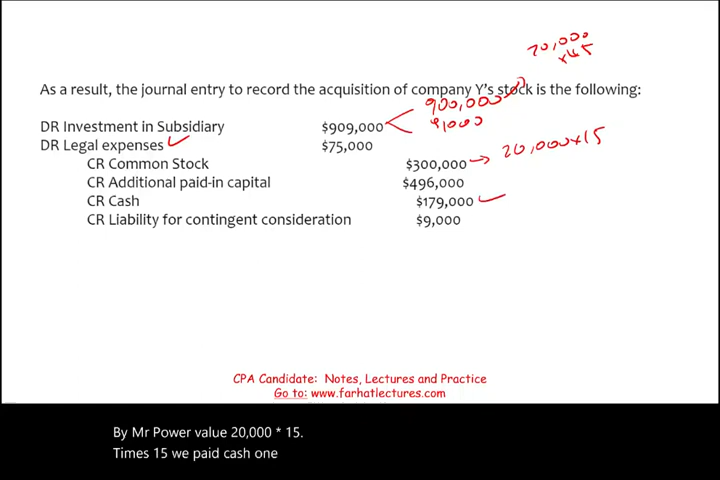 20,000
x45
As a result, the journal entry to record the acquisition of company Y's stock is the following:
900,000
DR Investment in Subsidiary $909,000
9,000
DR Legal expenses $75,000
CR Common Stock $300,000 → 20,000x15
CR Additional paid-in capital $496,000
CR Cash $179,000
CR Liability for contingent consideration $9,000
CPA Candidate: Notes, Lectures and Practice
Go to: www.farhatlectures.com
By Mr Power value 20,000 * 15.
Times 15 we paid cash one